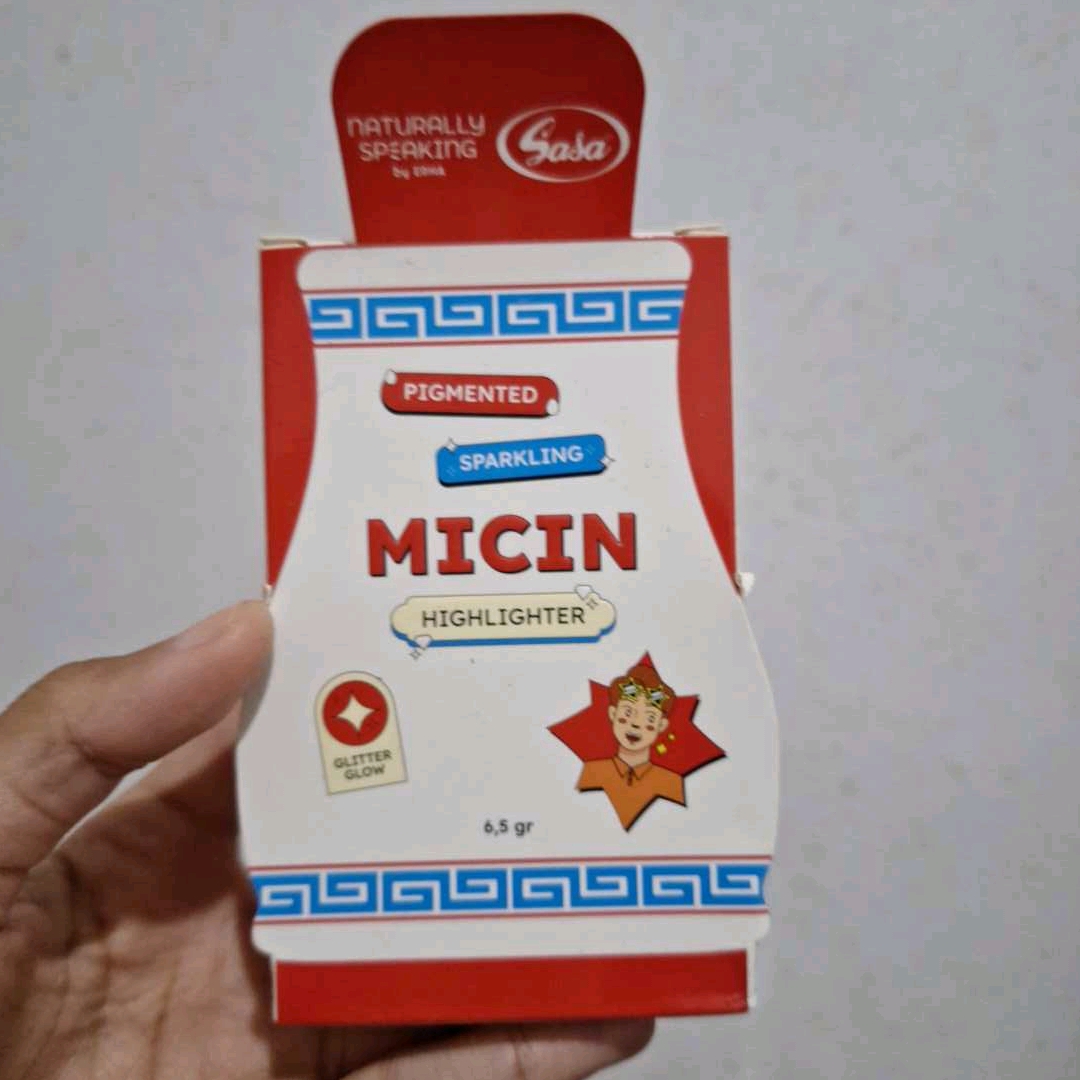 NATURALLY
SPEAKING
by ERHA
Sasa
PIGMENTED
SPARKLING
MICIN
HIGHLIGHTER
GLITTER
GLOW
6,5 gr